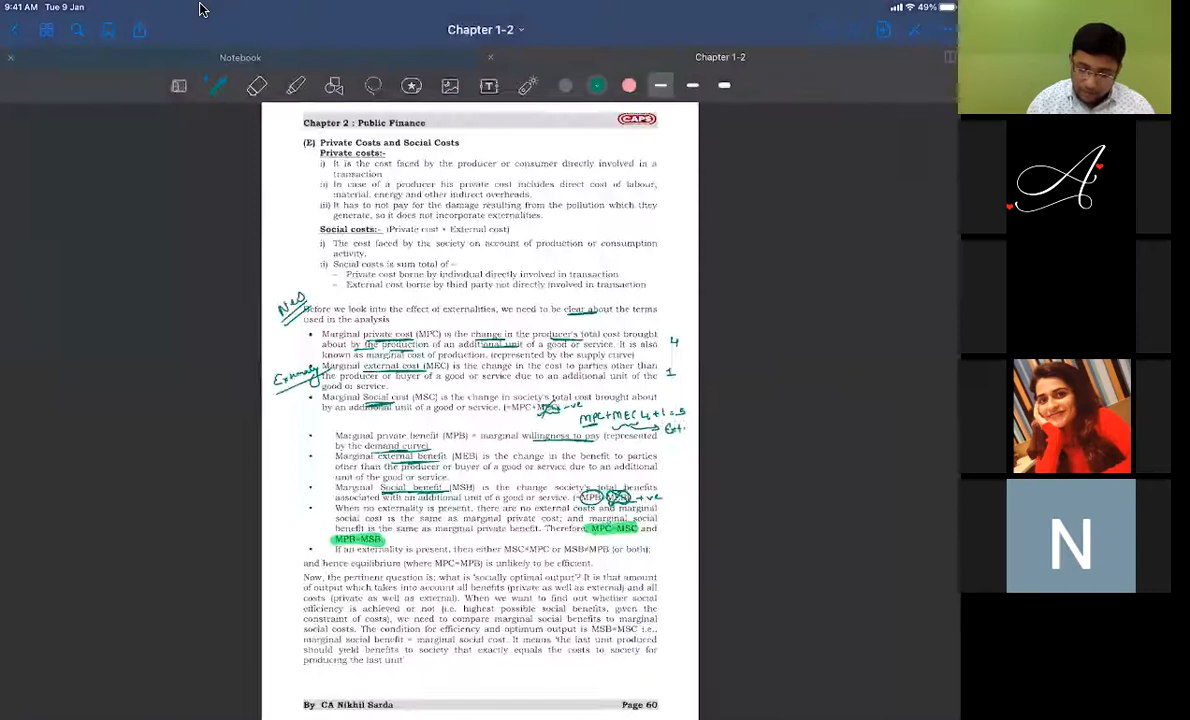 9:41 AM Tue 9 Jan
49%
Chapter 1-2
Notebook
Chapter 1-2
Chapter 2 : Public Finance
CAPS
(E) Private Costs and Social Costs
Private costs:-
i) It is the cost faced by the producer or consumer directly involved in a
transaction
ii) In case of a producer his private cost includes direct cost of labour,
material, energy and other indirect overheads.
iii) It has to not pay for the damage resulting from the pollution which they
generate, so it does not incorporate externalities.
Social costs:- (Private cost + External cost)
i) The cost faced by the society on account of production or consumption
activity.
ii) Social costs is sum total of –
– Private cost borne by individual directly involved in transaction
– External cost borne by third party not directly involved in transaction
Before we look into the effect of externalities, we need to be clear about the terms
used in the analysis
• Marginal private cost (MPC) is the change in the producer's total cost brought
about by the production of an additional unit of a good or service. It is also
4
known as marginal cost of production. (represented by the supply curve)
• Marginal external cost (MEC) is the change in the cost to parties other than
Externality
the producer or buyer of a good or service due to an additional unit of the
1
good or service.
• Marginal Social cost (MSC) is the change in society's total cost brought
about by an additional unit of a good or service. (=MPC+
-ve
MPC+MEC 4+1=5
• Marginal private benefit (MPB) = marginal willingness to pay (represented
by the demand curve).
• Marginal external benefit (MEB) is the change in the benefit to parties
other than the producer or buyer of a good or service due to an additional
unit of the good or service.
• Marginal Social benefit (MSB) is the change society's total benefits
associated with an additional unit of a good or service. (=MPB
+ve
• When no externality is present, there are no external costs and marginal
social cost is the same as marginal private cost; and marginal social
benefit is the same as marginal private benefit. Therefore, MPC=MSC and
MPB=MSB.
• If an externality is present, then either MSC≠MPC or MSB≠MPB (or both),
and hence equilibrium (where MPC=MPB) is unlikely to be efficient.
Now, the pertinent question is; what is 'socially optimal output'? It is that amount
of output which takes into account all benefits (private as well as external) and all
costs (private as well as external). When we want to find out whether social
efficiency is achieved or not (i.e. highest possible social benefits, given the
constraint of costs), we need to compare marginal social benefits to marginal
social costs. The condition for efficiency and optimum output is MSB=MSC i.e.,
marginal social benefit = marginal social cost. It means 'the last unit produced
should yield benefits to society that exactly equals the costs to society for
producing the last unit'
By CA Nikhil Sarda
Page 60
A
N